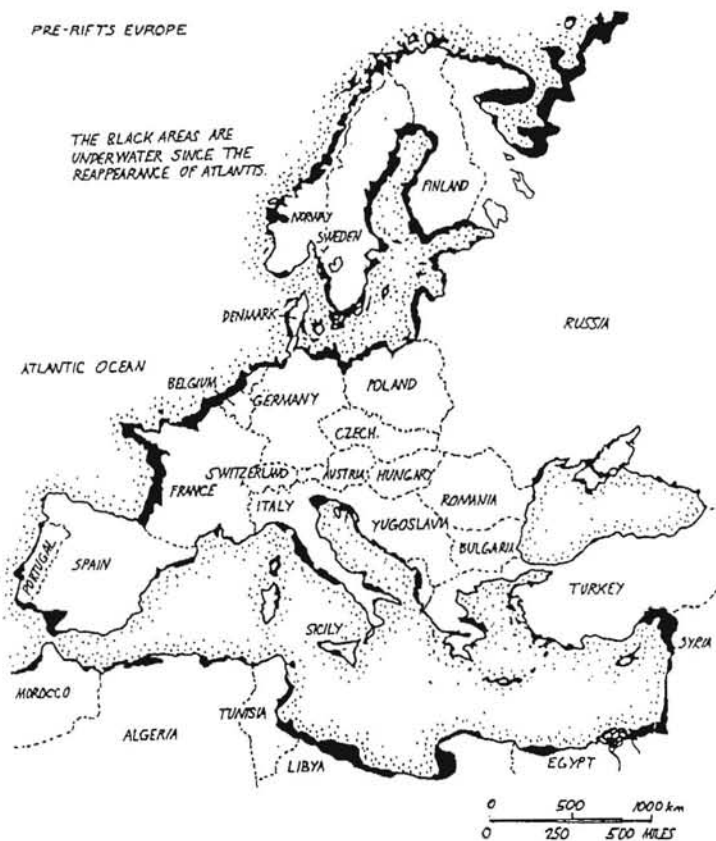 PRE-RIFTS EUROPE
THE BLACK AREAS ARE
UNDERWATER SINCE THE
REAPPEARANCE OF ATLANTIS.
FINLAND
NORWAY
SWEDEN
DENMARK
RUSSIA
ATLANTIC OCEAN
BELGIUM
GERMANY
POLAND
CZECH.
SWITZERLAND
AUSTRIA
HUNGARY
FRANCE
ROMANIA
ITALY
YUGOSLAVIA
BULGARIA
PORTUGAL
SPAIN
TURKEY
SICILY
SYRIA
MOROCCO
TUNISIA
ALGERIA
LIBYA
EGYPT
0 500 1000 km
0 250 500 MILES